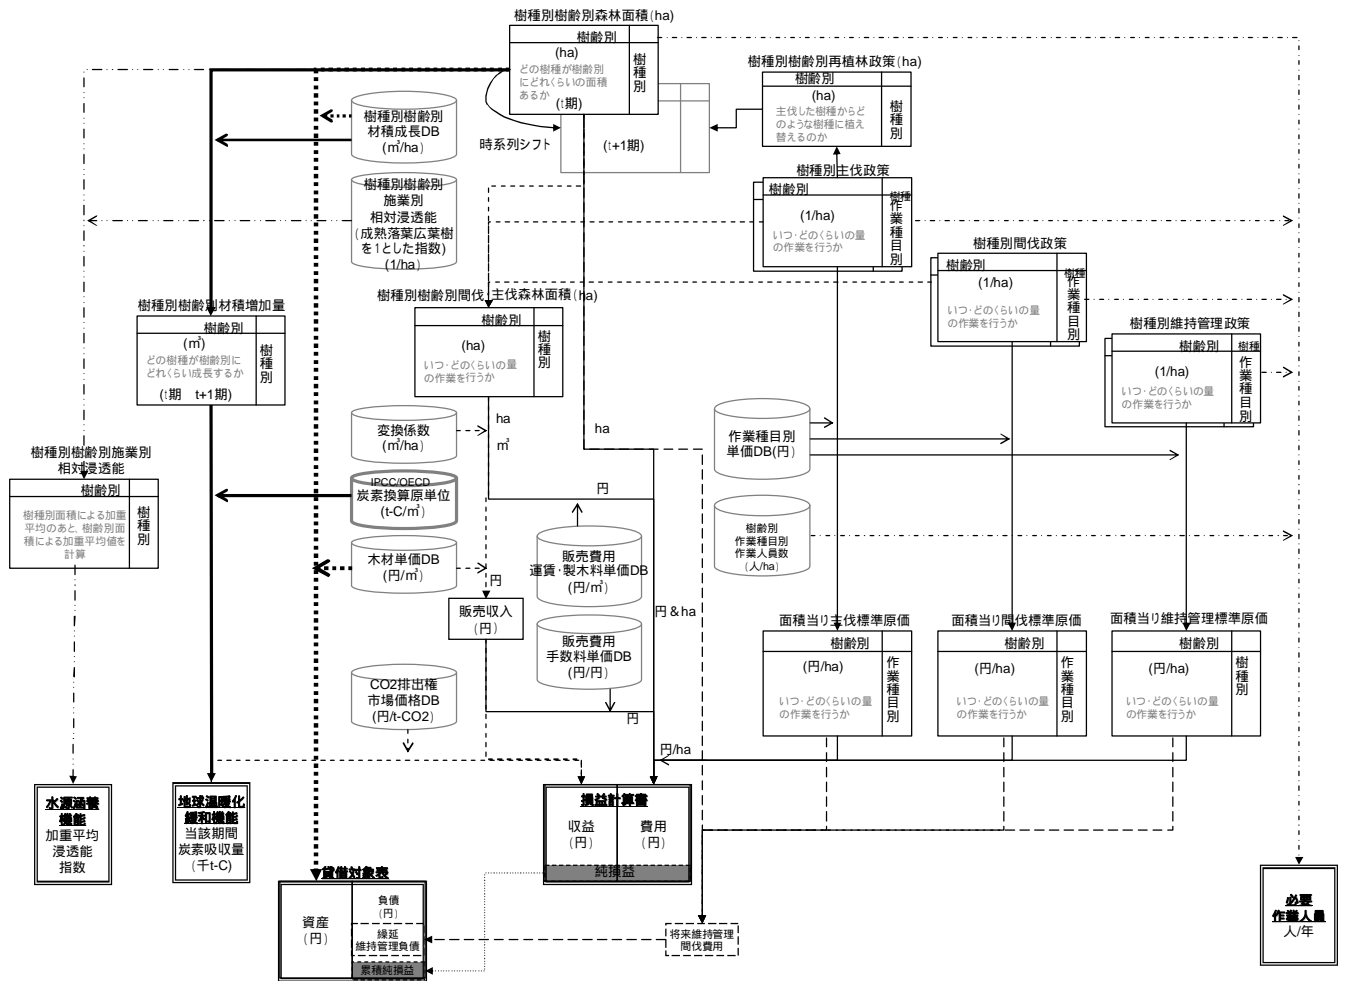 樹種別樹齢別森林面積(ha)
樹齢別
(ha)
どの樹種が樹齢別
にどれくらいの面積
あるか
(t期)
樹種別
時系列シフト
(t+1期)
樹種別樹齢別再植林政策(ha)
樹齢別
(ha)
主伐した樹種からど
のような樹種に植え
替えるのか
樹種別
樹種別樹齢別
材積成長DB
(㎥/ha)
樹種別樹齢別
施業別
相対浸透能
(成熟落葉広葉樹
を1とした指数)
(1/ha)
樹種別主伐政策
樹齢別
樹種
(1/ha)
いつ・どのくらいの量
の作業を行うか
作業種目別
樹種別間伐政策
樹齢別
樹種
(1/ha)
いつ・どのくらいの量
の作業を行うか
作業種目別
樹種別維持管理政策
樹齢別
樹種
(1/ha)
いつ・どのくらいの量
の作業を行うか
作業種目別
樹種別樹齢別材積増加量
樹齢別
(㎥)
どの樹種が樹齢別に
どれくらい成長するか
(t期 t+1期)
樹種別
樹種別樹齢別間伐・主伐森林面積(ha)
樹齢別
(ha)
いつ・どのくらいの量
の作業を行うか
樹種別
変換係数
(㎥/ha)
ha
㎥
ha
作業種目別
単価DB(円)
樹種別樹齢別施業別
相対浸透能
樹齢別
樹種別面積による加重
平均のあと、樹齢別面
積による加重平均値を
計算
樹種別
IPCC/OECD
炭素換算原単位
(t-C/㎥)
円
樹齢別
作業種目別
作業人員数
(人/ha)
木材単価DB
(円/㎥)
円
販売費用
運賃・製木料単価DB
(円/㎥)
販売収入
(円)
円＆ha
販売費用
手数料単価DB
(円/円)
円
CO2排出権
市場価格DB
(円/t-CO2)
面積当り主伐標準原価
樹齢別
(円/ha)
いつ・どのくらいの量
の作業を行うか
作業種目別
面積当り間伐標準原価
樹齢別
(円/ha)
いつ・どのくらいの量
の作業を行うか
作業種目別
面積当り維持管理標準原価
樹齢別
(円/ha)
いつ・どのくらいの量
の作業を行うか
樹種別
円/ha
水源涵養
機能
加重平均
浸透能
指数
地球温暖化
緩和機能
当該期間
炭素吸収量
(千t-C)
損益計算書
収益
(円)
費用
(円)
純損益
貸借対象表
資産
(円)
負債
(円)
繰延
維持管理負債
累積純損益
将来維持管理
間伐費用
必要
作業人員
人/年